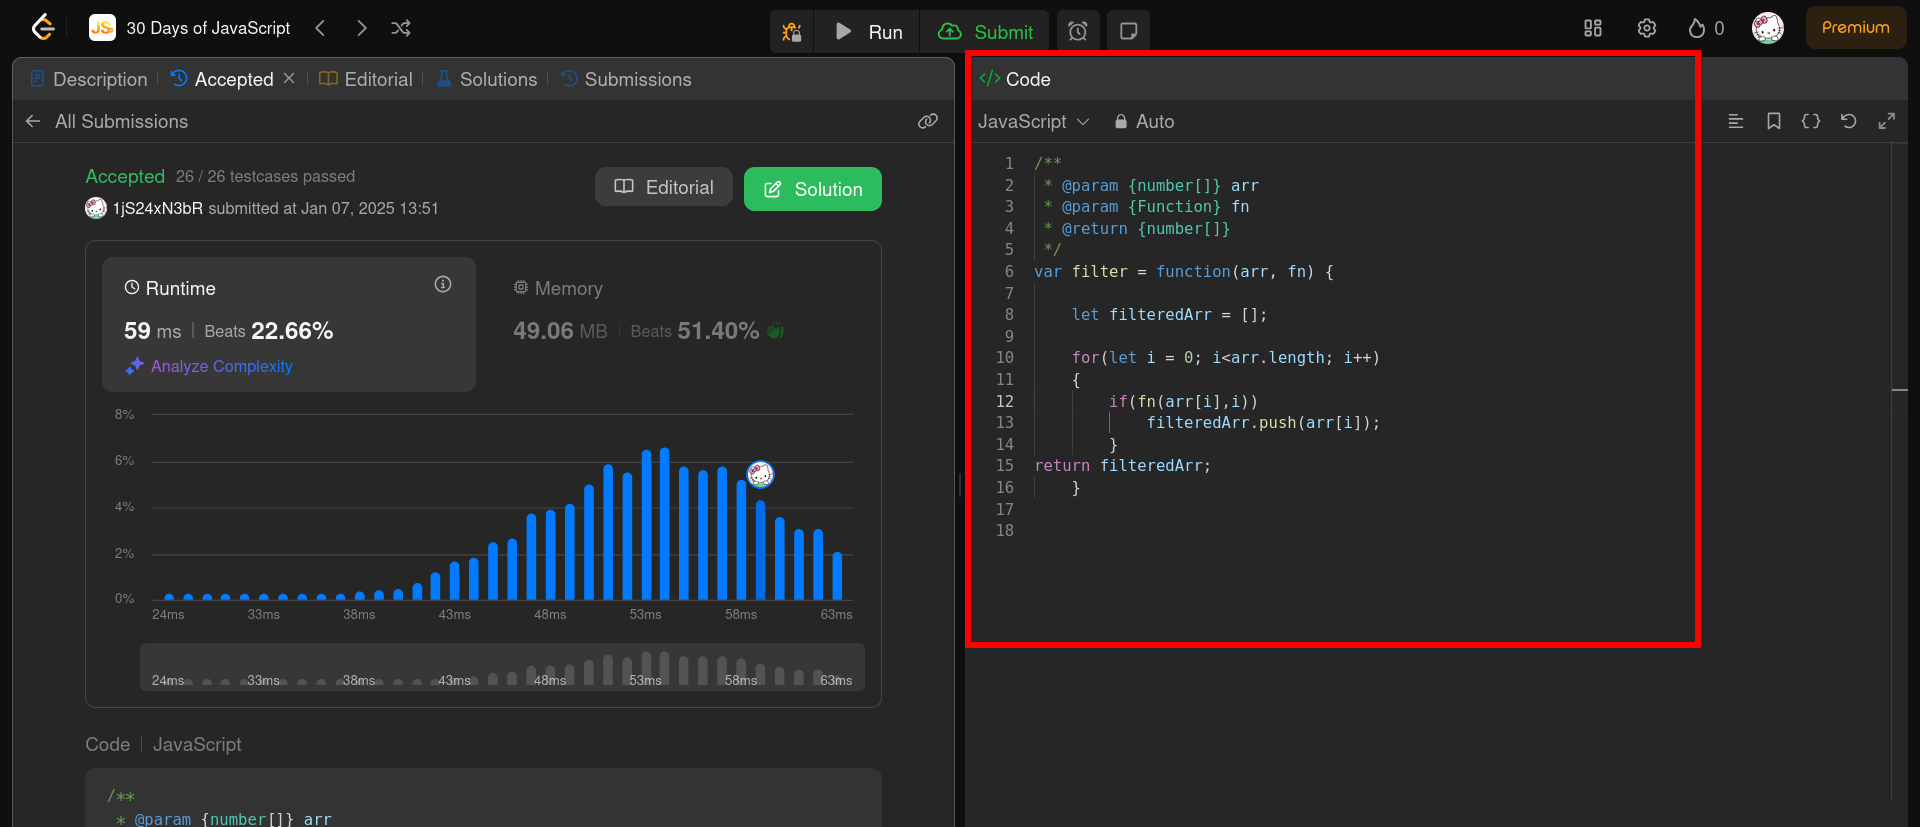 JS 30 Days of JavaScript
Run
Submit
0
Premium
Description
Accepted
Editorial
Solutions
Submissions
All Submissions
Accepted 26 / 26 testcases passed
1jS24xN3bR submitted at Jan 07, 2025 13:51
Editorial
Solution
Runtime
59 ms | Beats 22.66%
Analyze Complexity
Memory
49.06 MB | Beats 51.40%
8%
6%
4%
2%
0%
24ms 33ms 38ms 43ms 48ms 53ms 58ms 63ms
24ms 33ms 38ms 43ms 48ms 53ms 58ms 63ms
Code | JavaScript
/**
* @param {number[]} arr
</> Code
JavaScript
Auto
1 /**
2 * @param {number[]} arr
3 * @param {Function} fn
4 * @return {number[]}
5 */
6 var filter = function(arr, fn) {
7
8 let filteredArr = [];
9
10 for(let i = 0; i<arr.length; i++)
11 {
12 if(fn(arr[i],i))
13 filteredArr.push(arr[i]);
14 }
15 return filteredArr;
16 }
17
18